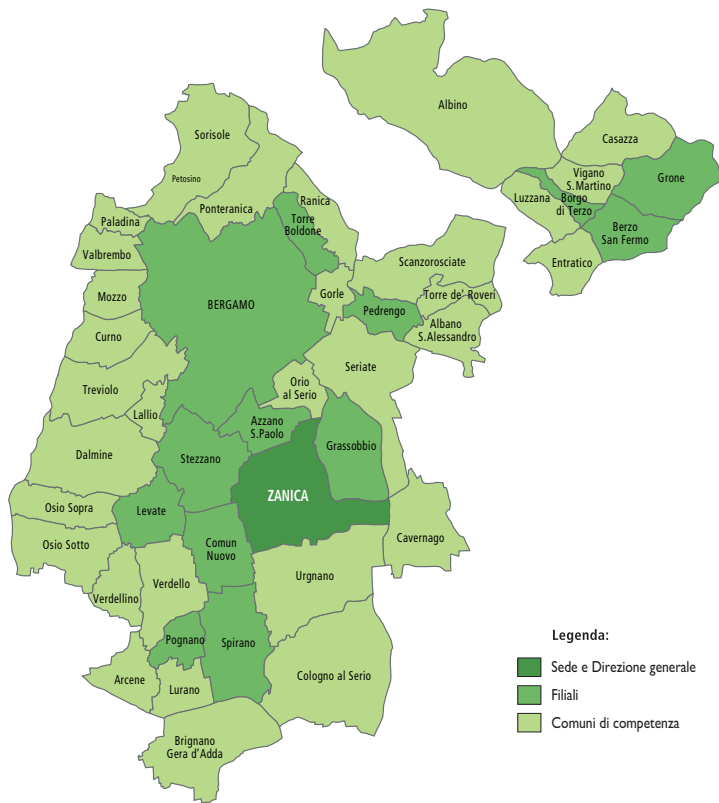 Albino
Casazza
Sorisole
Vigano
S.Martino
Grone
Petosino
Luzzana
Borgo
di Terzo
Ranica
Ponteranica
Torre
Boldone
Paladina
Berzo
San Fermo
Valbrembo
Scanzorosciate
Entratico
Mozzo
BERGAMO
Gorle
Torre de' Roveri
Pedrengo
Albano
S.Alessandro
Curno
Seriate
Treviolo
Orio
al Serio
Lallio
Azzano
S.Paolo
Dalmine
Stezzano
Grassobbio
ZANICA
Osio Sopra
Levate
Osio Sotto
Comun
Nuovo
Cavernago
Verdello
Urgnano
Verdellino
Pognano
Spirano
Legenda:
Sede e Direzione generale
Arcene
Lurano
Cologno al Serio
Filiali
Comuni di competenza
Brignano
Gera d'Adda